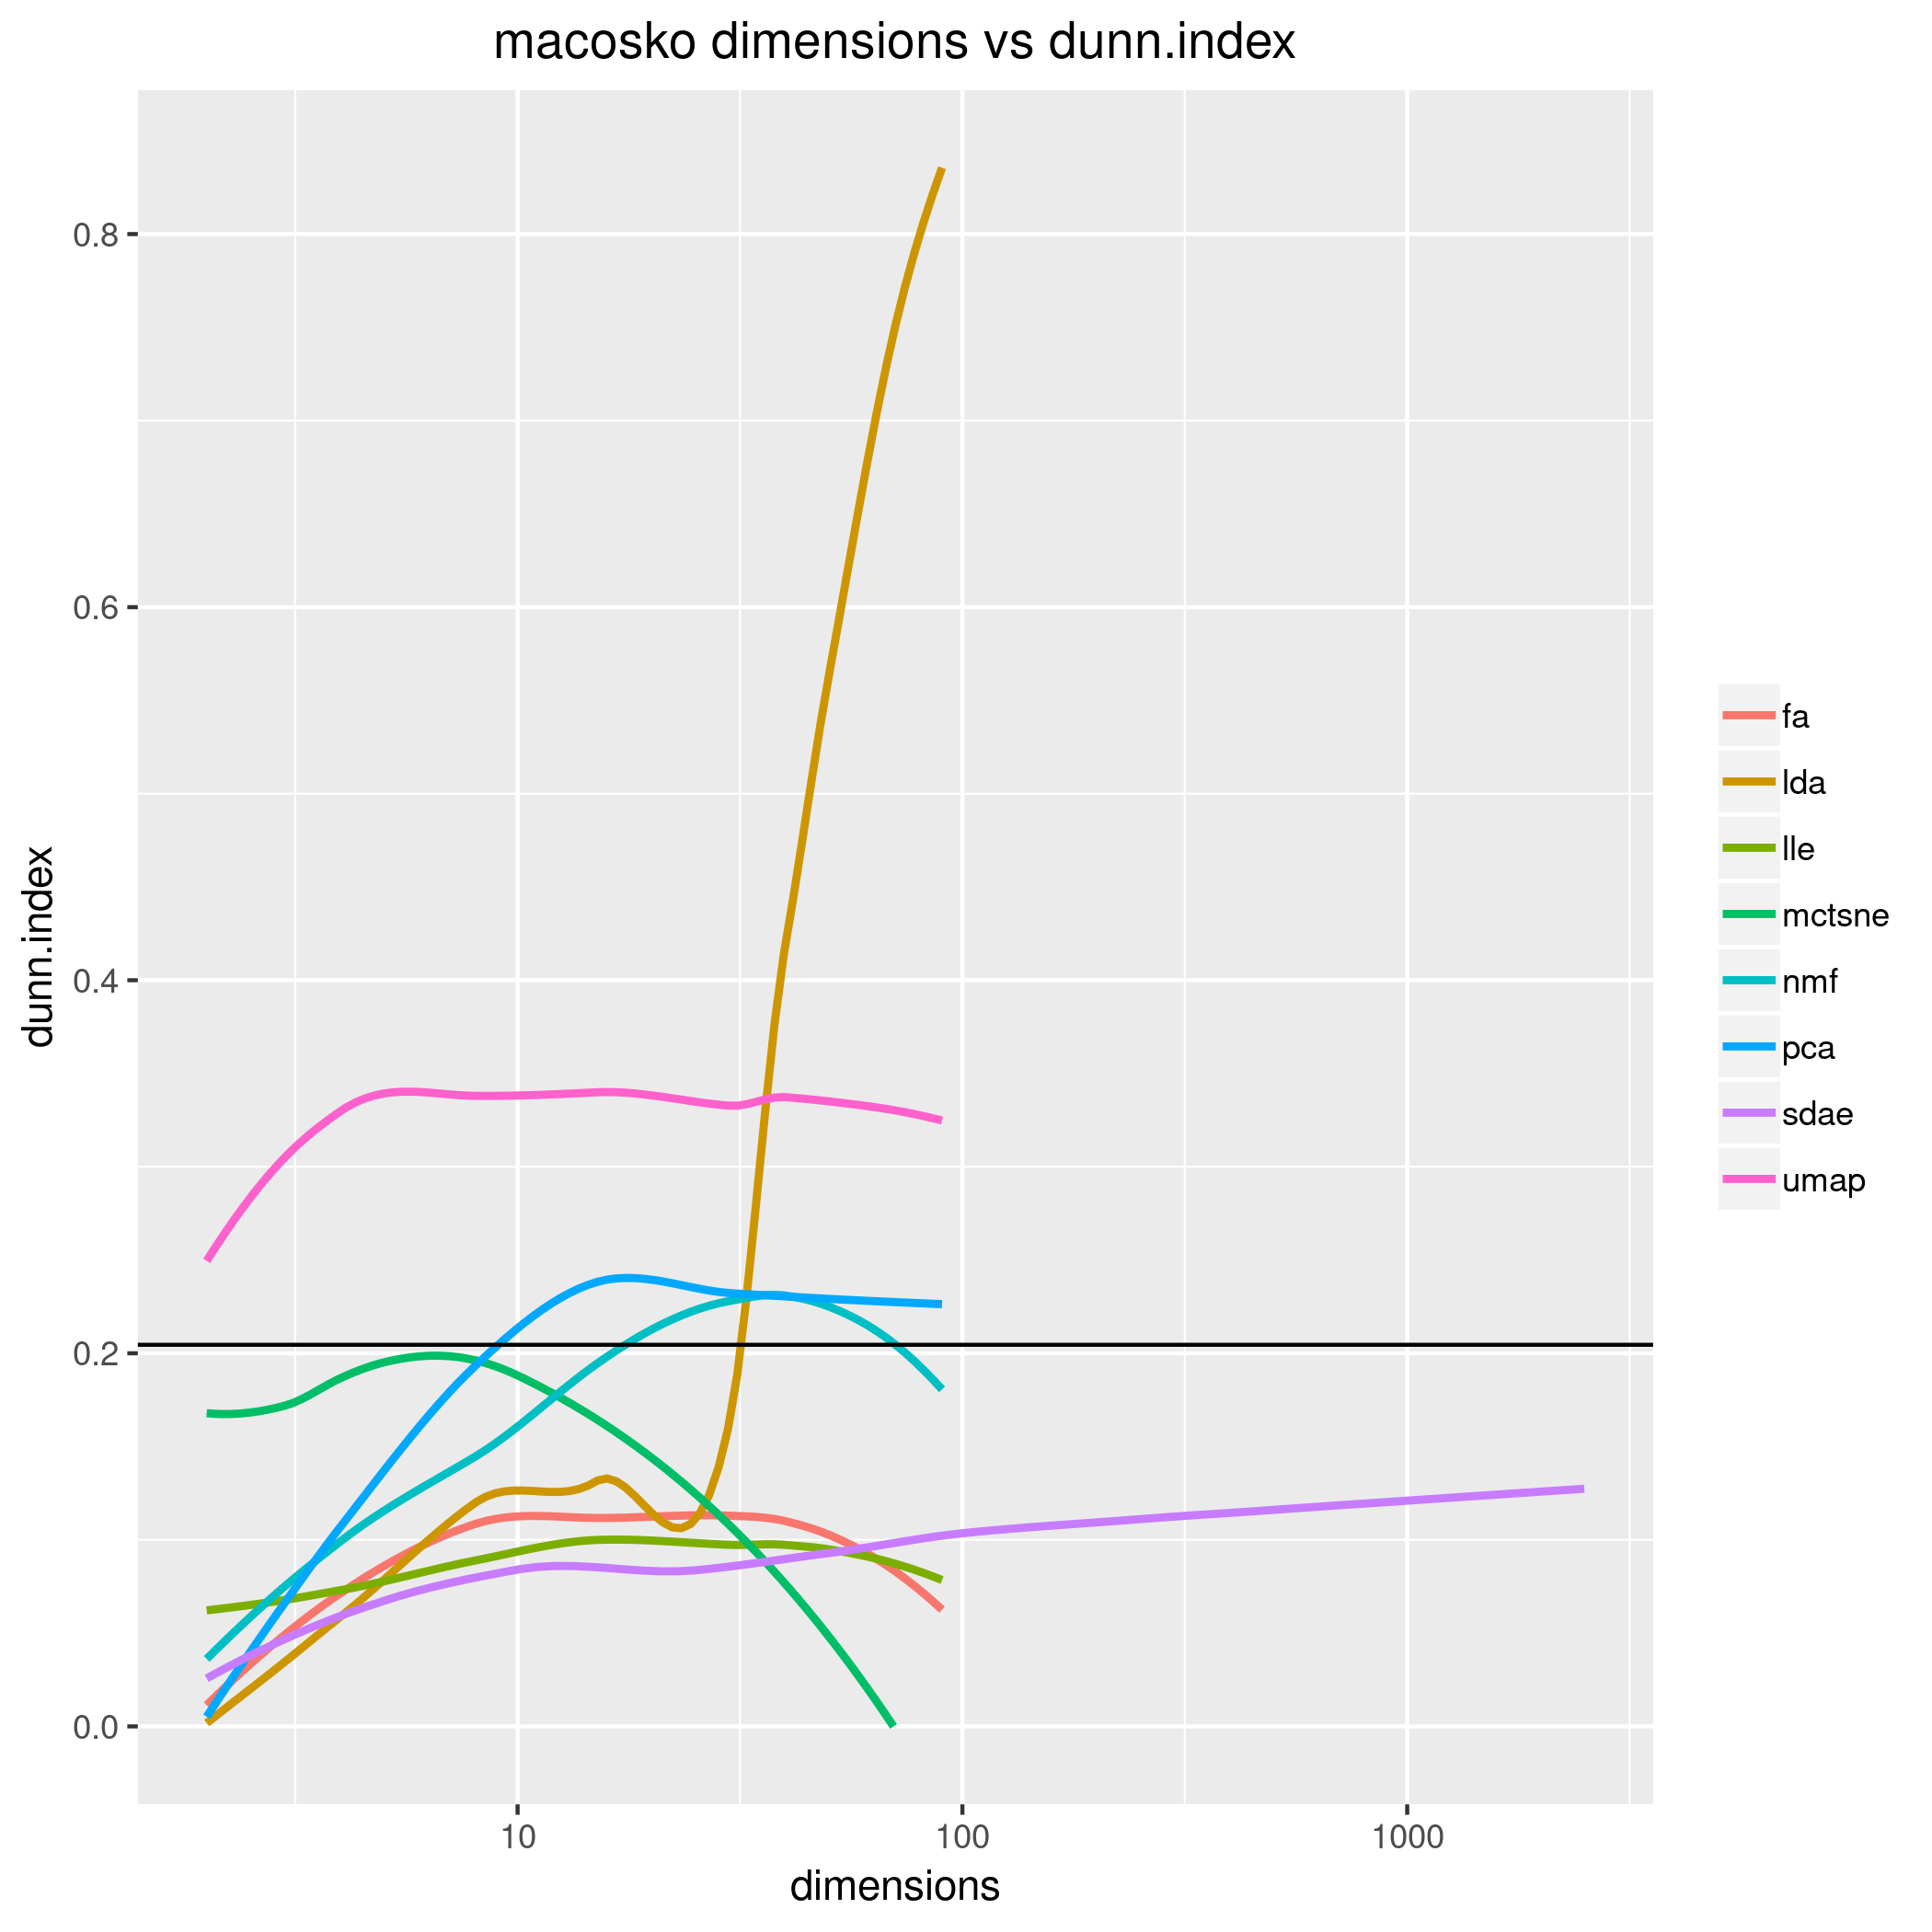 macosko dimensions vs dunn.index
dunn.index
0.8
0.6
0.4
0.2
0.0
10
100
1000
dimensions
fa
lda
lle
mctsne
nmf
pca
sdae
umap